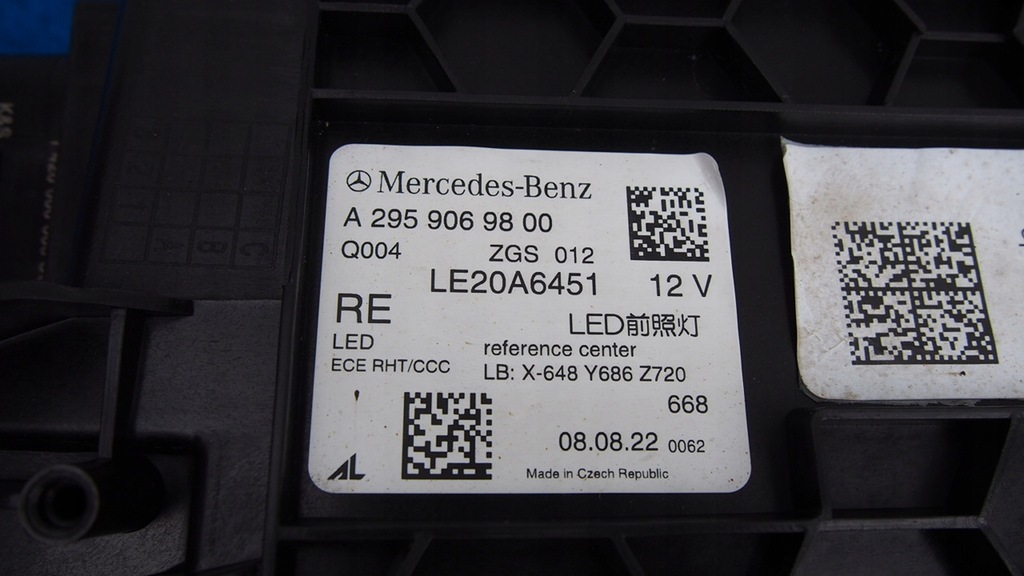 Mercedes-Benz
A 295 906 98 00
Q004 ZGS 012
LE20A6451 12 V
RE LED前照灯
LED reference center
ECE RHT/CCC LB: X-648 Y686 Z720
668
08.08.22 0062
AL Made in Czech Republic